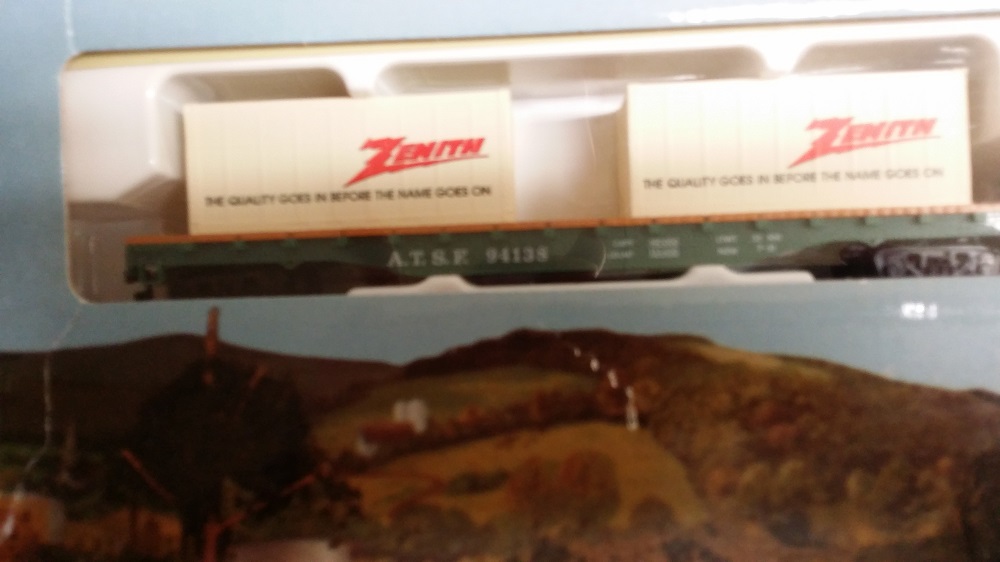 ZENITH
THE QUALITY GOES IN BEFORE THE NAME GOES ON
ZENITH
THE QUALITY GOES IN BEFORE THE NAME GOES ON
A.T.S.F. 94138